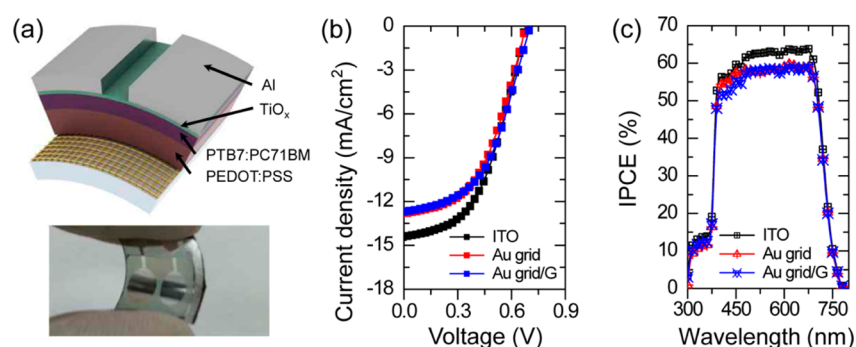 (a)
Al
TiOx
PTB7:PC71BM
PEDOT:PSS
(b)
Current density (mA/cm²)
0
-3
-6
-9
-12
-15
-18
0.0 0.3 0.6 0.9
Voltage (V)
ITO
Au grid
Au grid/G
(c)
IPCE (%)
70
60
50
40
30
20
10
0
300 450 600 750
Wavelength (nm)
ITO
Au grid
Au grid/G